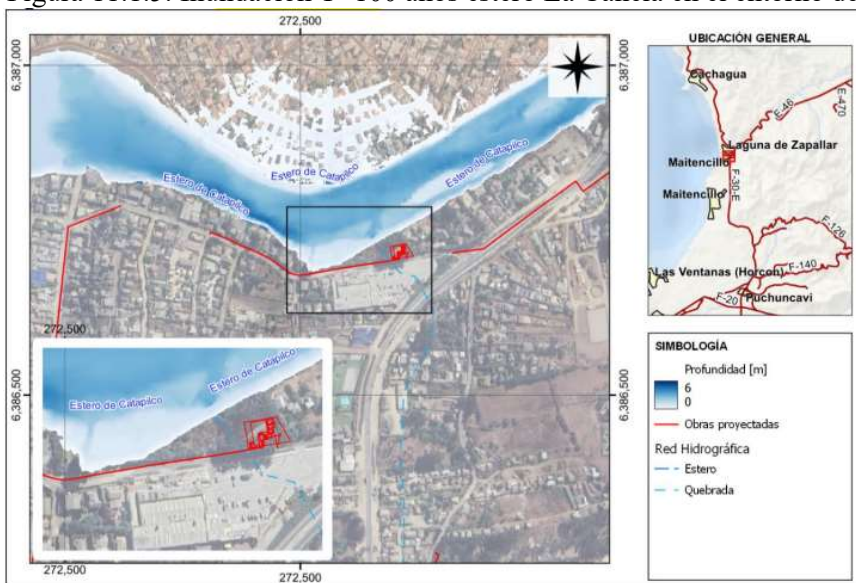 272,500
6,387,000
6,387,000
Estero de Catapilco
Estero de Catapilco
Estero de Catapilco
272,500
6,386,500
6,386,500
Estero de Catapilco
Estero de Catapilco
272,500
272,500
UBICACIÓN GENERAL
Cachagua
E-46
E-470
Laguna de Zapallar
Maitencillo
F-30-E
Maitencillo
F-126
Las Ventanas (Horcon)
F-140
F-20
Puchuncavi
SIMBOLOGÍA
Profundidad [m]
6
0
Obras proyectadas
Red Hidrográfica
Estero
Quebrada